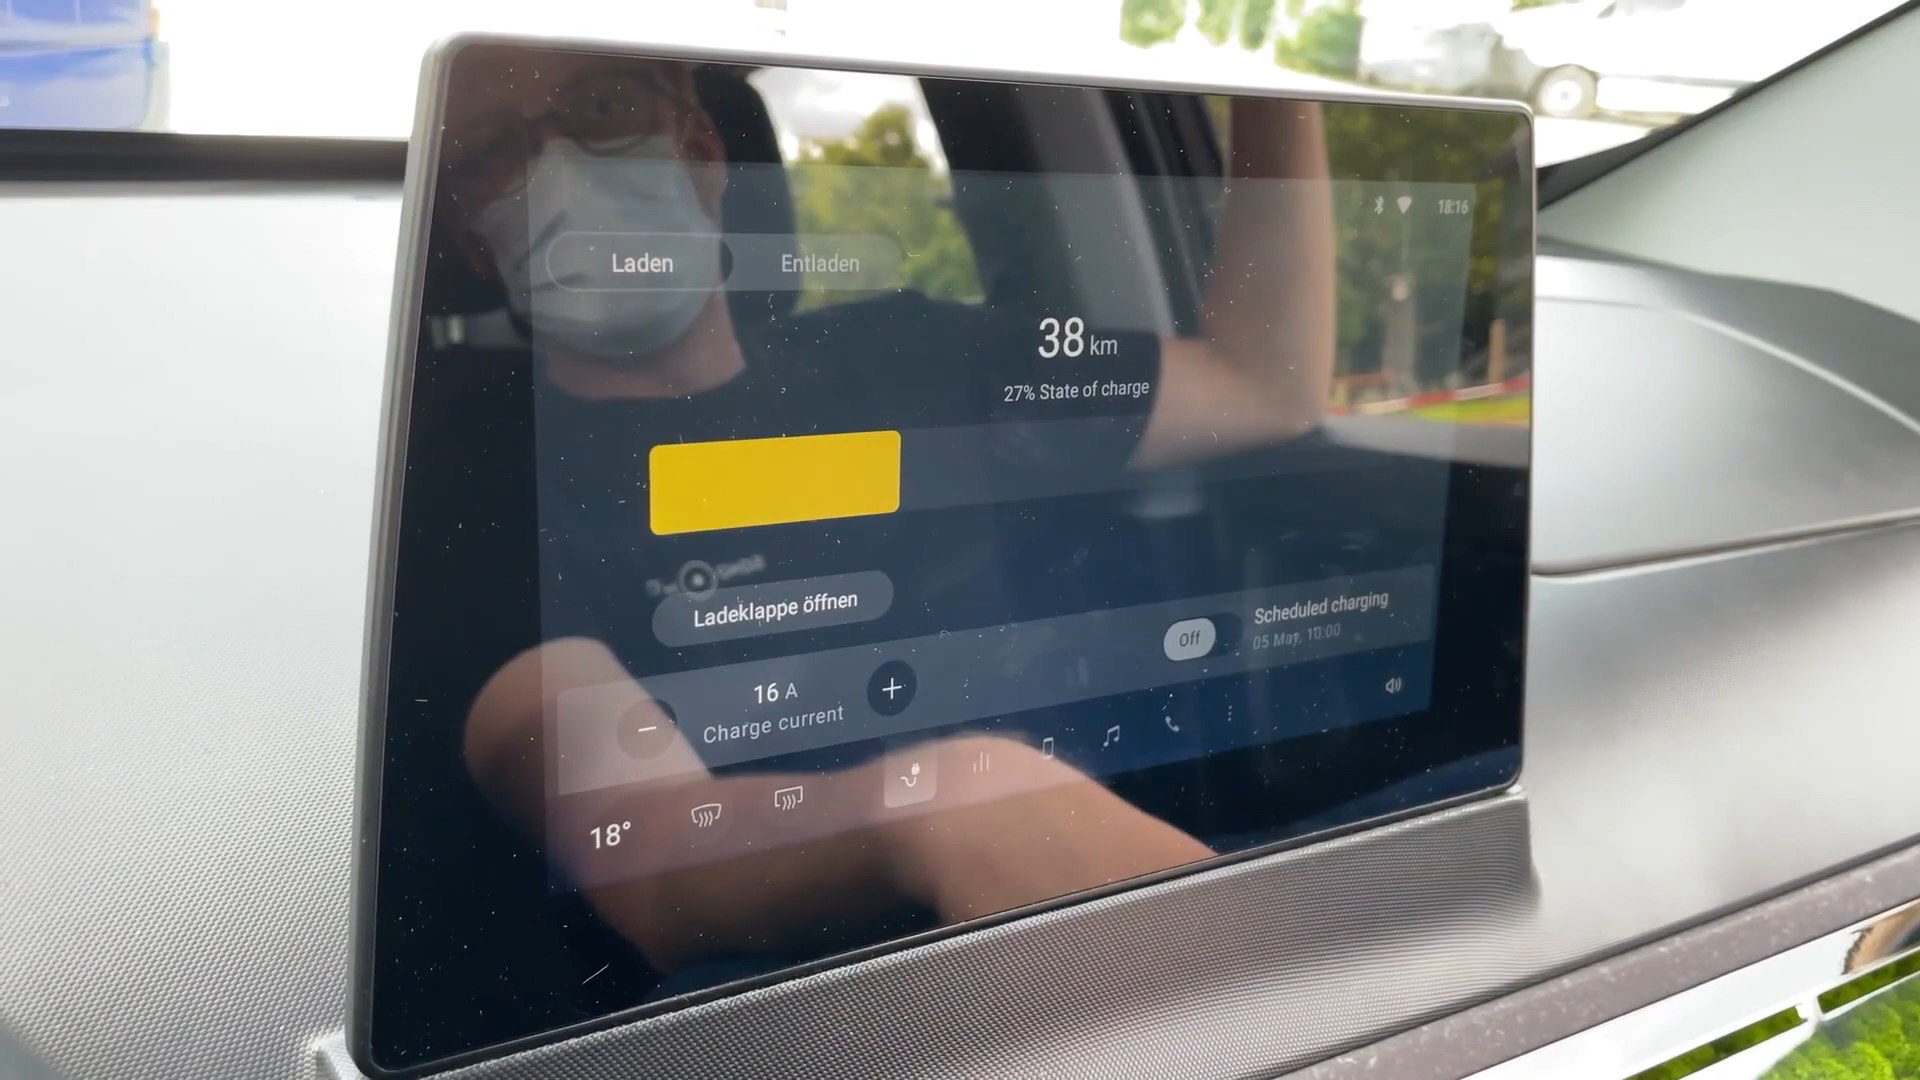 18:16
Laden Entladen
38 km
27% State of charge
Ladeklappe öffnen
Scheduled charging
Off
05 May, 10:00
16 A
Charge current
18°